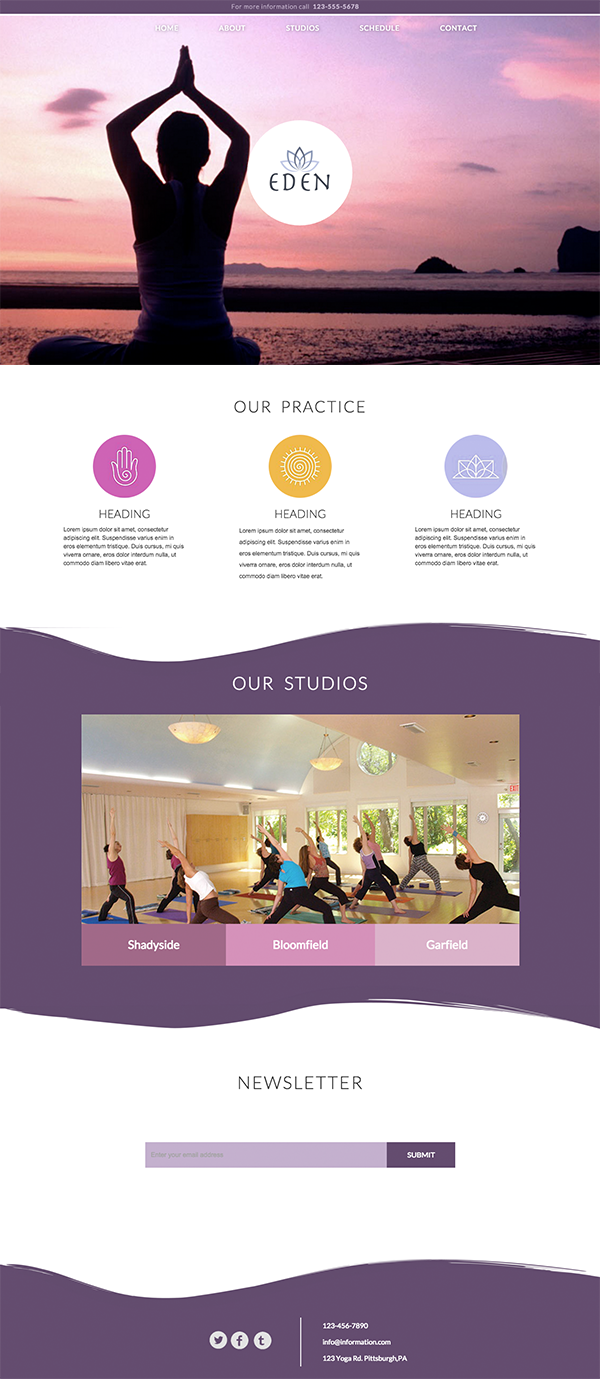 For more information call 123-555-5678
HOME ABOUT STUDIOS SCHEDULE CONTACT
EDEN
OUR PRACTICE
HEADING
Lorem ipsum dolor sit amet, consectetur
adipiscing elit. Suspendisse varius enim in
eros elementum tristique. Duis cursus, mi quis
viverra ornare, eros dolor interdum nulla, ut
commodo diam libero vitae erat.
HEADING
Lorem ipsum dolor sit amet, consectetur
adipiscing elit. Suspendisse varius enim in
eros elementum tristique. Duis cursus, mi quis
viverra ornare, eros dolor interdum nulla, ut
commodo diam libero vitae erat.
HEADING
Lorem ipsum dolor sit amet, consectetur
adipiscing elit. Suspendisse varius enim in
eros elementum tristique. Duis cursus, mi quis
viverra ornare, eros dolor interdum nulla, ut
commodo diam libero vitae erat.
OUR STUDIOS
EXIT
Shadyside Bloomfield Garfield
NEWSLETTER
Enter your email address
SUBMIT
123-456-7890
info@information.com
123 Yoga Rd. Pittsburgh,PA